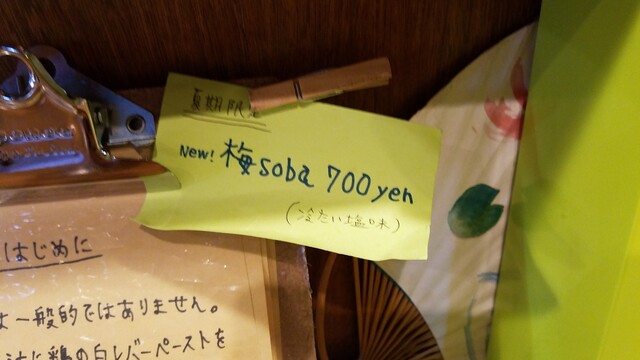 夏期限定
New! 梅soba 700yen
(冷たい塩味)
はじめに
は一般的ではありません。
に鶏の白レバーペーストを